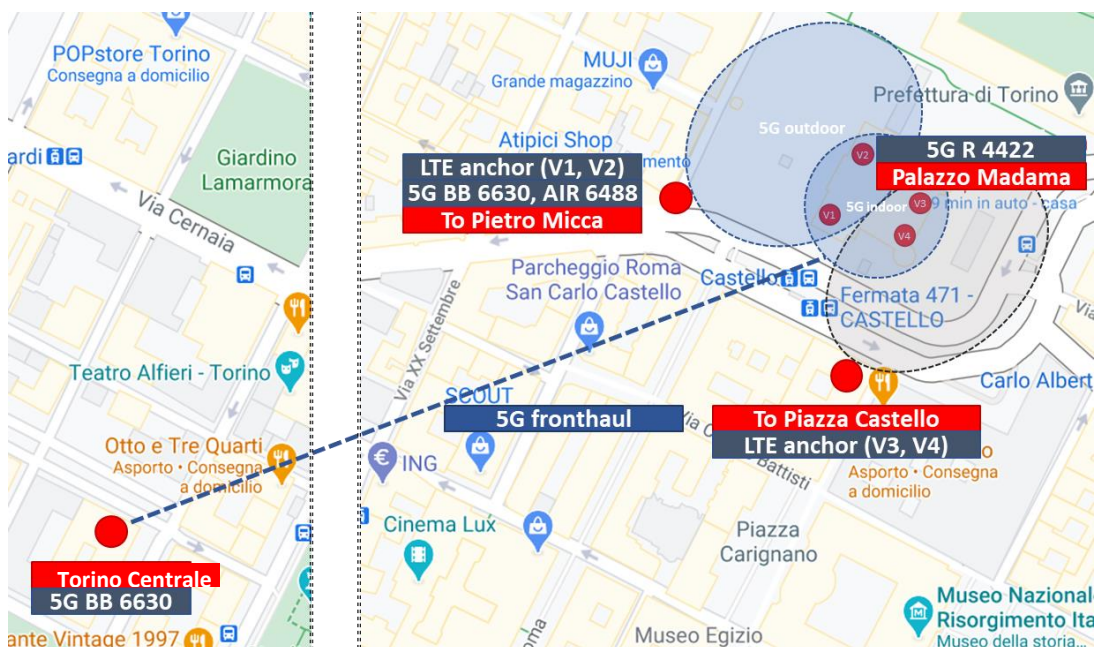 POPstore Torino
Consegna a domicilio
ardi
Giardino
Lamarmora
Via Cernaia
Teatro Alfieri - Torino
Otto e Tre Quarti
Asporto • Consegna
a domicilio
Torino Centrale
5G BB 6630
ante Vintage 1997
MUJI
Grande magazzino
Prefettura di Torino
5G outdoor
Atipici Shop
mento
LTE anchor (V1, V2)
5G BB 6630, AIR 6488
To Pietro Micca
5G R 4422
Palazzo Madama
9 min in auto - casa
V2
V1
5G indoor
V3
V4
Parcheggio Roma
San Carlo Castello
Castello
Fermata 471 -
CASTELLO
Via XX Settembre
Via
Carlo Albert
SCOUT
5G fronthaul
To Piazza Castello
LTE anchor (V3, V4)
o
Via C
Battisti
Asporto • Consegna
a domicilio
ING
Cinema Lux
Piazza
Carignano
oma
Museo Egizio
Museo Nazional
Risorgimento Ita
Museo della storia...